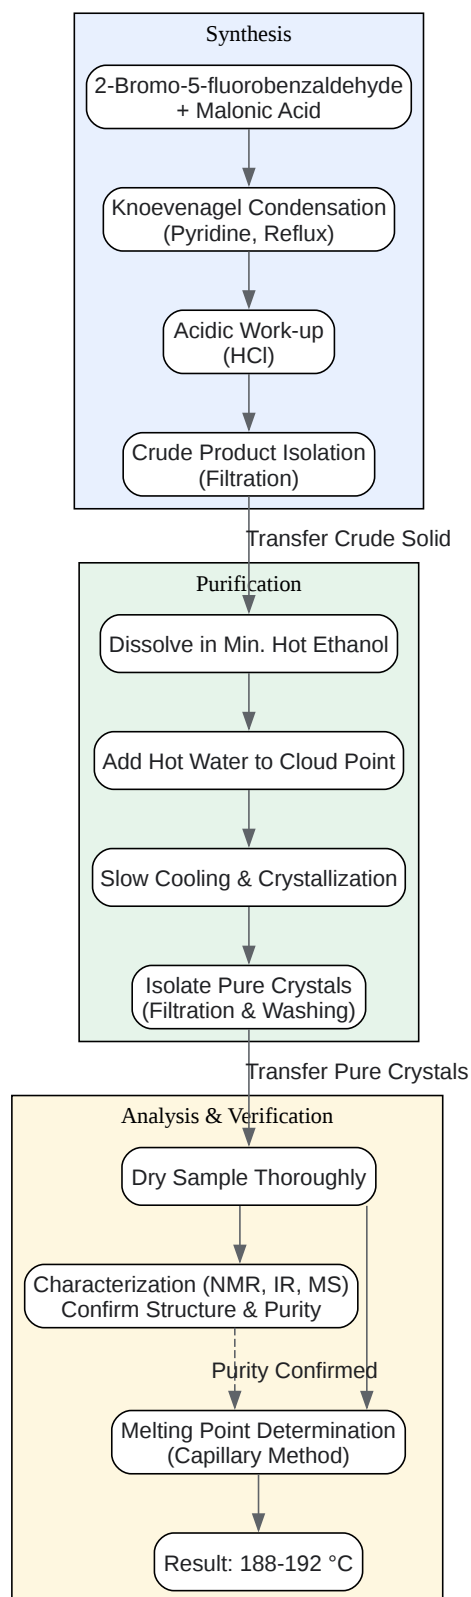 Synthesis
2-Bromo-5-fluorobenzaldehyde
+ Malonic Acid
Knoevenagel Condensation
(Pyridine, Reflux)
Acidic Work-up
(HCl)
Crude Product Isolation
(Filtration)
Transfer Crude Solid
Purification
Dissolve in Min. Hot Ethanol
Add Hot Water to Cloud Point
Slow Cooling & Crystallization
Isolate Pure Crystals
(Filtration & Washing)
Transfer Pure Crystals
Analysis & Verification
Dry Sample Thoroughly
Characterization (NMR, IR, MS)
Confirm Structure & Purity
Purity Confirmed
Melting Point Determination
(Capillary Method)
Result: 188-192 °C